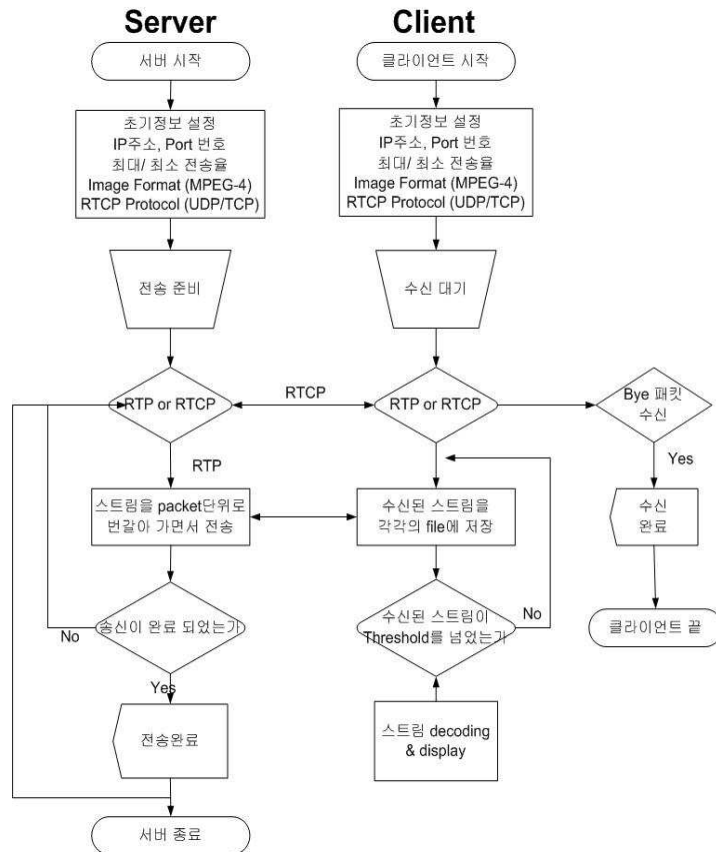 Server
Client
서버 시작
클라이언트 시작
초기정보 설정
IP주소, Port 번호
최대/ 최소 전송율
Image Format (MPEG-4)
RTCP Protocol (UDP/TCP)
초기정보 설정
IP주소, Port 번호
최대/ 최소 전송율
Image Format (MPEG-4)
RTCP Protocol (UDP/TCP)
전송 준비
수신 대기
RTP or RTCP
RTCP
RTP or RTCP
Bye 패킷
수신
RTP
Yes
스트림을 packet단위로
번갈아 가면서 전송
수신된 스트림을
각각의 file에 저장
수신
완료
송신이 완료 되었는가
No
수신된 스트림이
Threshold를 넘었는가
No
클라이언트 끝
Yes
전송완료
스트림 decoding
& display
서버 종료